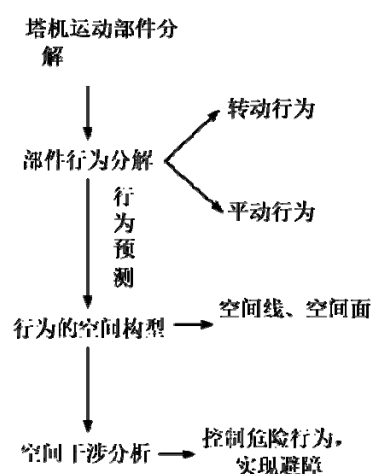 塔机运动部件分
解
转动行为
部件行为分解
平动行为
行为预测
空间线、空间面
行为的空间构型
空间干涉分析
控制危险行为，
实现避障